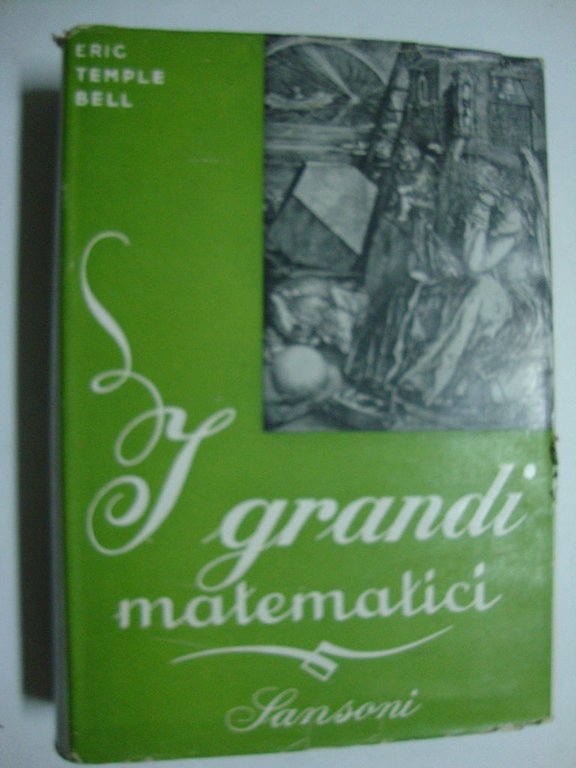 ERIC
TEMPLE
BELL
I grandi
matematici
Sansoni